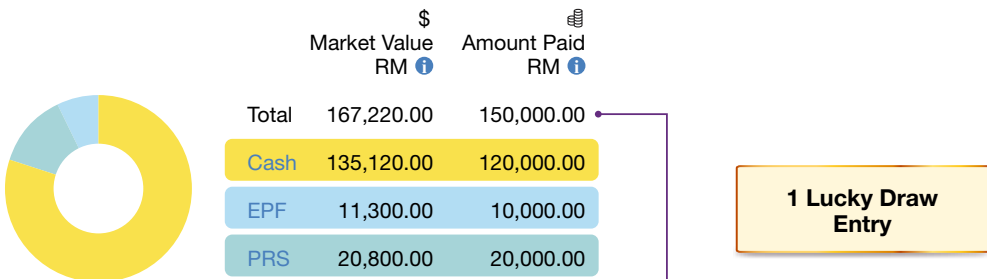 $
Market Value Amount Paid
RM i RM i
Total 167,220.00 150,000.00
Cash 135,120.00 120,000.00
EPF 11,300.00 10,000.00
PRS 20,800.00 20,000.00
1 Lucky Draw
Entry